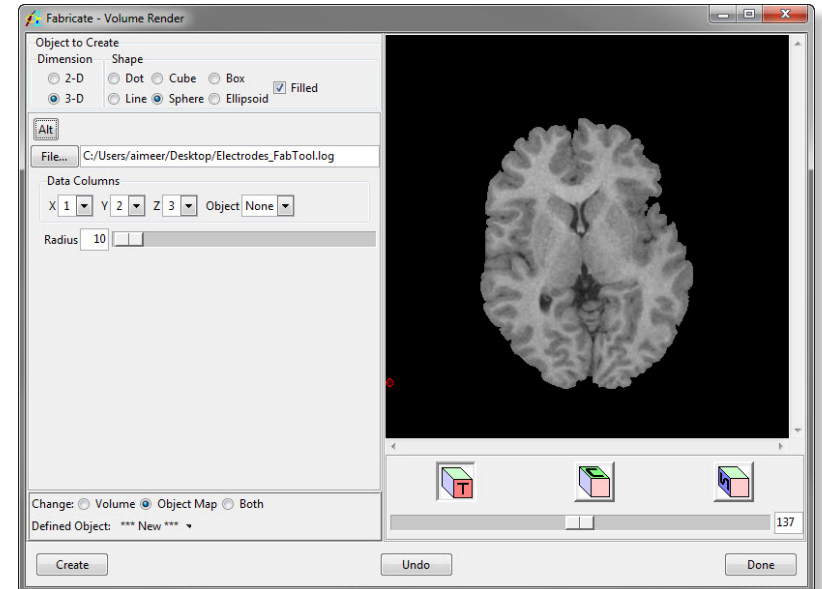 Fabricate - Volume Render
Object to Create
Dimension Shape
2-D Dot Cube Box
Filled
3-D Line Sphere Ellipsoid
Alt
File... C:/Users/aimeer/Desktop/Electrodes_FabTool.log
Data Columns
X 1 Y 2 Z 3 Object None
Radius 10
T
Change: Volume Object Map Both
Defined Object: *** New ***
137
Create Undo Done